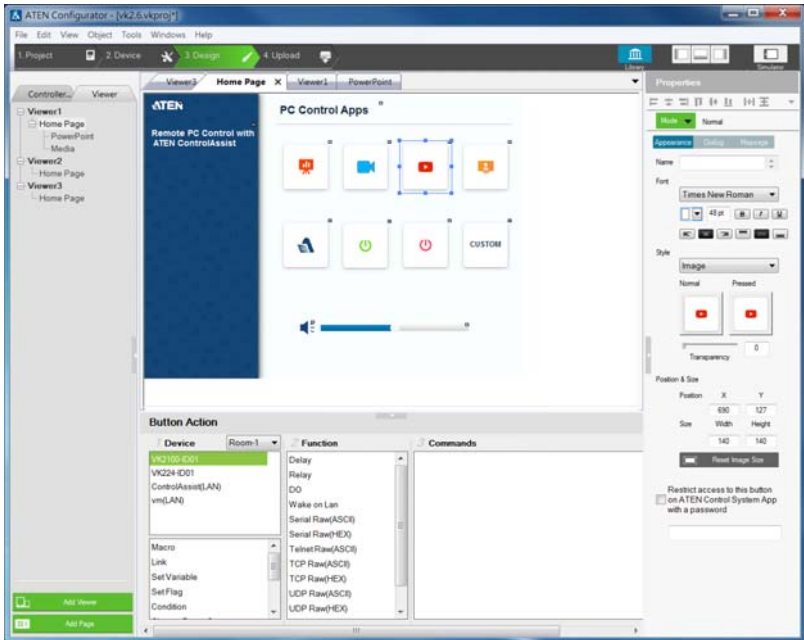 ATEN Configurator - [vk2.6.vkproj*]
File Edit View Object Tools Windows Help
1. Project 2. Device 3. Design 4. Upload
Library Simulator
Controller... Viewer
Viewer1
Home Page
PowerPoint
Media
Viewer2
Home Page
Viewer3
Home Page
Add Viewer
Add Page
Viewer3 Home Page X Viewer1 PowerPoint
ATEN
Remote PC Control with
ATEN ControlAssist
PC Control Apps
CUSTOM
Button Action
1 Device Room-1 2 Function 3 Commands
VK2100-ID01
VK224-ID01
ControlAssist(LAN)
vm(LAN)
Macro
Link
Set Variable
Set Flag
Condition
Delay
Relay
DO
Wake on Lan
Serial Raw(ASCII)
Serial Raw(HEX)
Telnet Raw(ASCII)
TCP Raw(ASCII)
TCP Raw(HEX)
UDP Raw(ASCII)
UDP Raw(HEX)
Properties
Mode Normal
Appearance Dialog Message
Name
Font
Times New Roman
48 pt B I U
Style
Image
Normal Pressed
Transparency 0
Position & Size
Position X Y
690 127
Size Width Height
140 140
Reset Image Size
Restrict access to this button
on ATEN Control System App
with a password